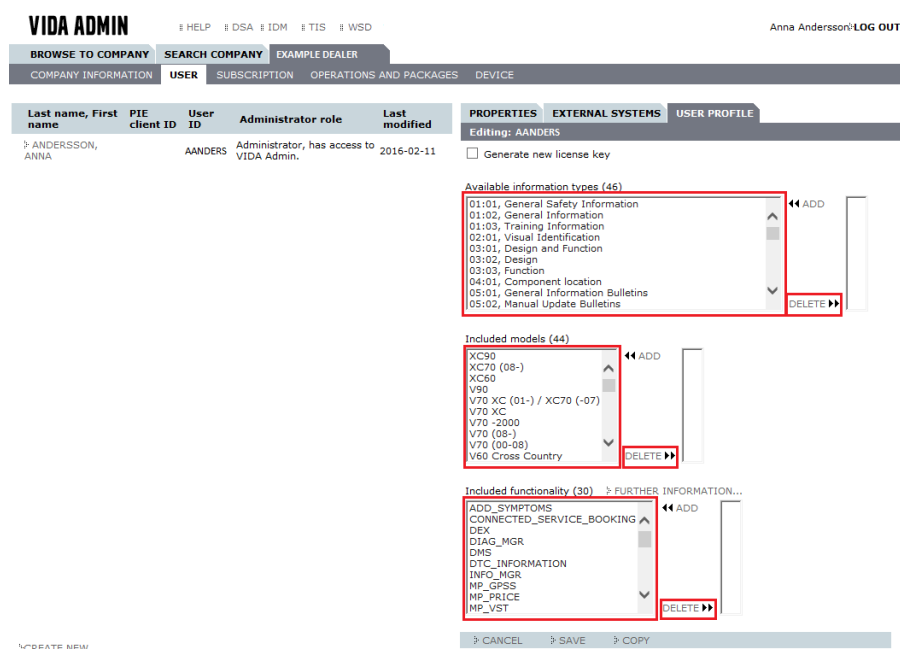 VIDA ADMIN
HELP DSA IDM TIS WSD
Anna Andersson LOG OUT
BROWSE TO COMPANY SEARCH COMPANY EXAMPLE DEALER
COMPANY INFORMATION USER SUBSCRIPTION OPERATIONS AND PACKAGES DEVICE
Last name, First name
PIE client ID
User ID
Administrator role
Last modified
ANDERSSON, ANNA
AANDERS
Administrator, has access to
VIDA Admin.
2016-02-11
CREATE NEW
PROPERTIES EXTERNAL SYSTEMS USER PROFILE
Editing: AANDERS
Generate new license key
Available information types (46)
01:01, General Safety Information
01:02, General Information
01:03, Training Information
02:01, Visual Identification
03:01, Design and Function
03:02, Design
03:03, Function
04:01, Component location
05:01, General Information Bulletins
05:02, Manual Update Bulletins
ADD
DELETE
Included models (44)
XC90
XC70 (08-)
XC60
V90
V70 XC (01-) / XC70 (-07)
V70 XC
V70 -2000
V70 (08-)
V70 (00-08)
V60 Cross Country
ADD
DELETE
Included functionality (30) FURTHER INFORMATION...
ADD_SYMPTOMS
CONNECTED_SERVICE_BOOKING
DEX
DIAG_MGR
DMS
DTC_INFORMATION
INFO_MGR
MP_GPSS
MP_PRICE
MP_VST
ADD
DELETE
CANCEL SAVE COPY